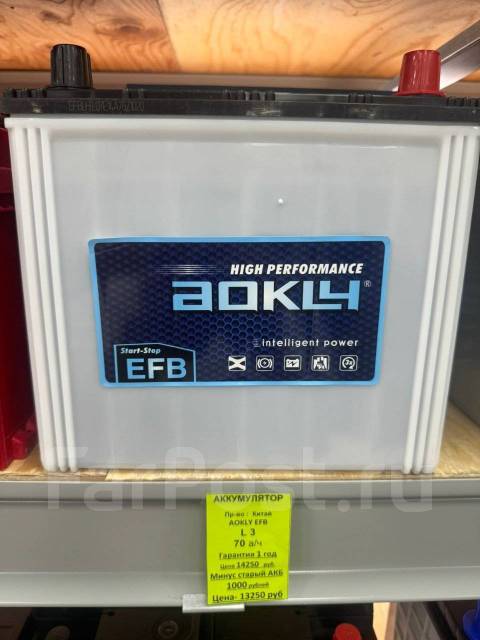 HIGH PERFORMANCE
AOKLY®
intelligent power
Start-Stop
EFB
3x
FarPost.ru
АККУМУЛЯТОР
Пр-во : Китай
AOKLY EFB
L 3
70 а/ч
Гарантия 1 год
Цена 14250 руб
Минус старый АКБ
1000 рублей
Цена- 13250 руб